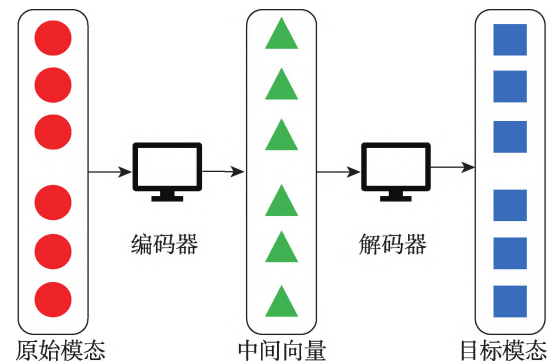 编码器
解码器
原始模态
中间向量
目标模态